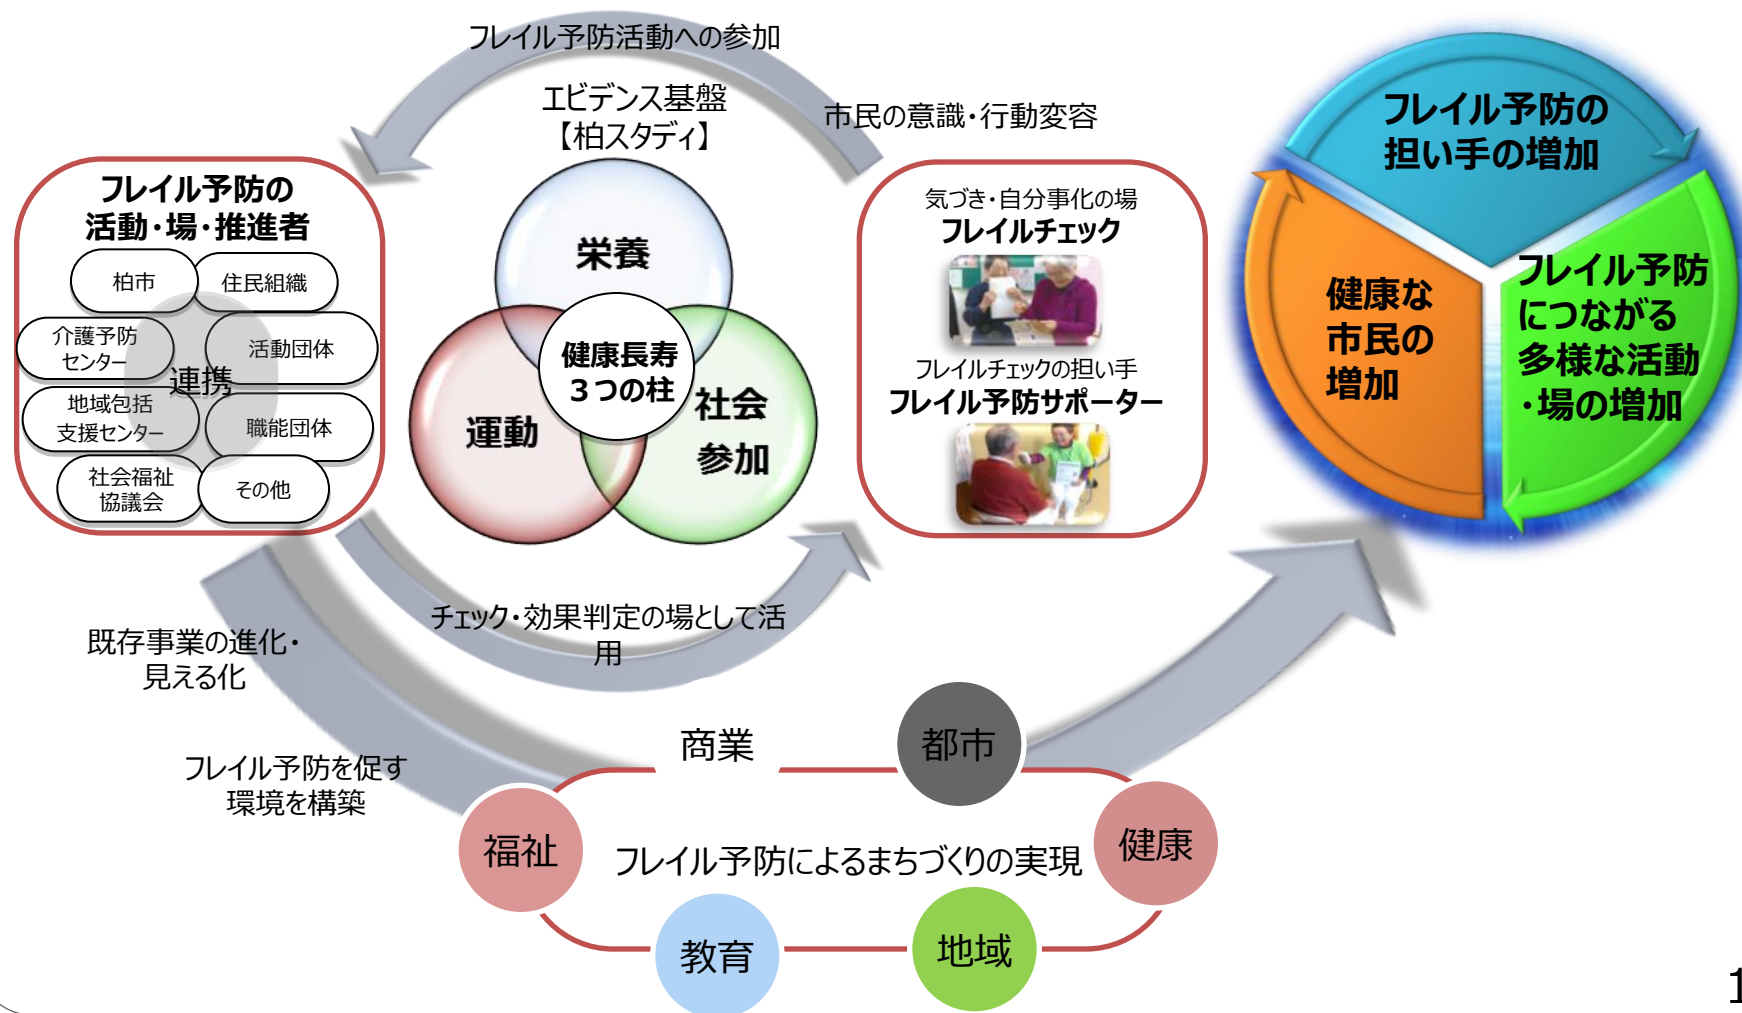 フレイル予防活動への参加
エビデンス基盤
【柏スタディ】
市民の意識・行動変容
フレイル予防の
活動・場・推進者
柏市
住民組織
介護予防
センター
活動団体
連携
地域包括
支援センター
職能団体
社会福祉
協議会
その他
栄養
健康長寿
３つの柱
運動
社会
参加
気づき・自分事化の場
フレイルチェック
フレイルチェックの担い手
フレイル予防サポーター
フレイル予防の
担い手の増加
健康な
市民の
増加
フレイル予防
につながる
多様な活動
・場の増加
チェック・効果判定の場として活
用
既存事業の進化・
見える化
フレイル予防を促す
環境を構築
商業
都市
福祉
健康
フレイル予防によるまちづくりの実現
教育
地域
1